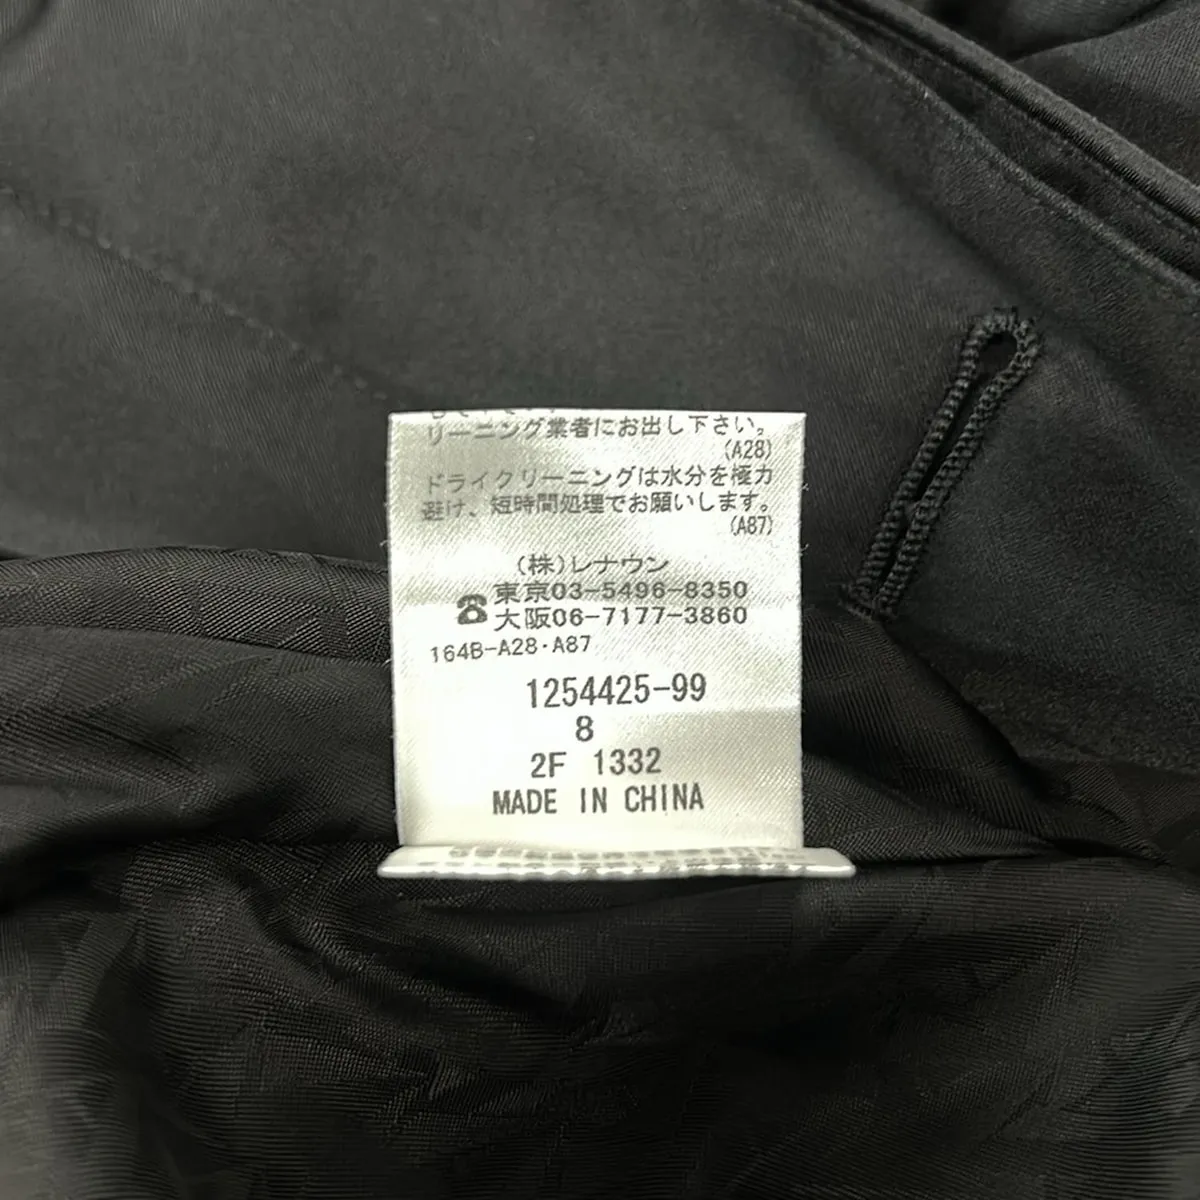 リーニング業者にお出し下さい。
(A28)
ドライクリーニングは水分を極力
避け、短時間処理でお願いします。
(A87)
(株)レナウン
東京03-5496-8350
☎
大阪06-7177-3860
164B-A28・A87
1254425-99
8
2F 1332
MADE IN CHINA